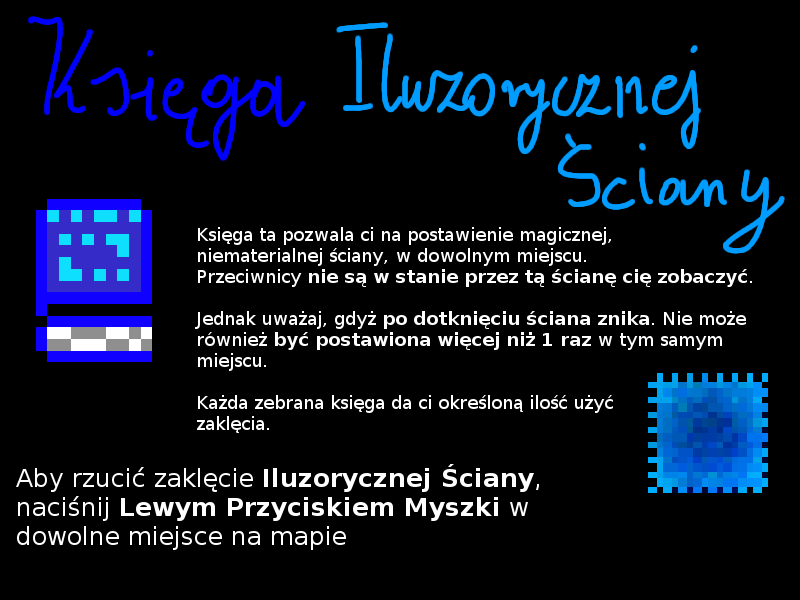 Księga Iluzorycznej
Ściany
Księga ta pozwala ci na postawienie magicznej,
niematerialnej ściany, w dowolnym miejscu.
Przeciwnicy nie są w stanie przez tą ścianę cię zobaczyć.
Jednak uważaj, gdyż po dotknięciu ściana znika. Nie może
również być postawiona więcej niż 1 raz w tym samym
miejscu.
Każda zebrana księga da ci określoną ilość użyć
zaklęcia.
Aby rzucić zaklęcie Iluzorycznej Ściany,
naciśnij Lewym Przyciskiem Myszki w
dowolne miejsce na mapie